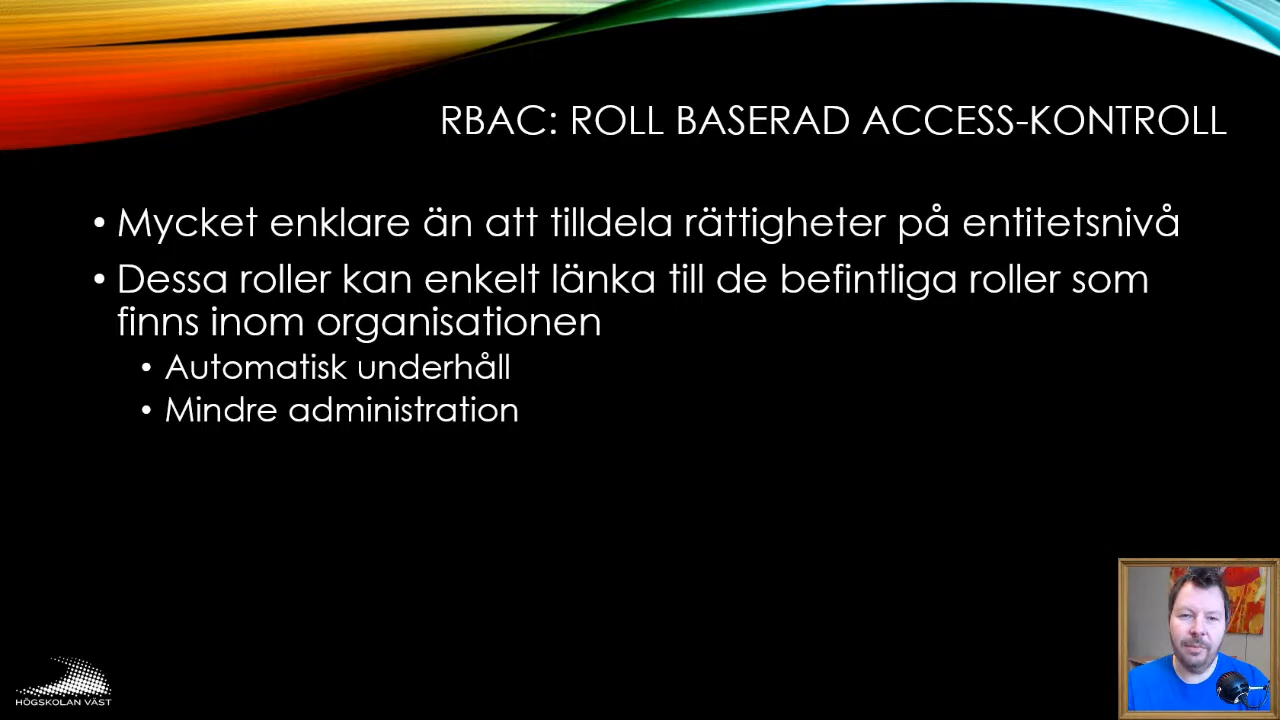 RBAC: ROLL BASERAD ACCESS-KONTROLL
• Mycket enklare än att tilldela rättigheter på entitetsnivå
• Dessa roller kan enkelt länka till de befintliga roller som
finns inom organisationen
• Automatisk underhåll
• Mindre administration
HÖGSKOLAN VÄST